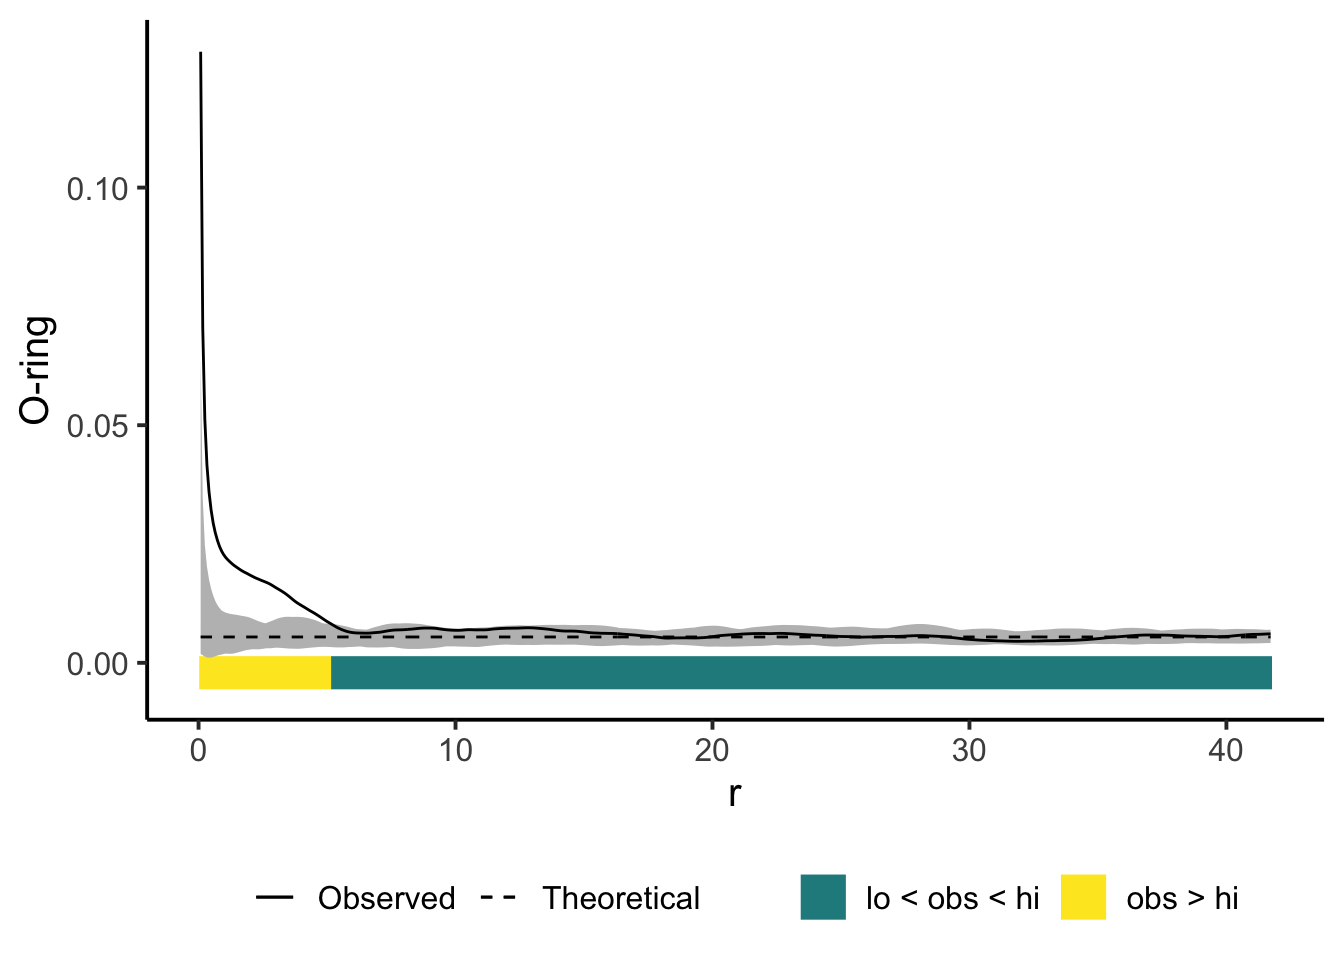 O-ring
0.10
0.05
0.00
0 10 20 30 40
r
Observed Theoretical lo < obs < hi obs > hi